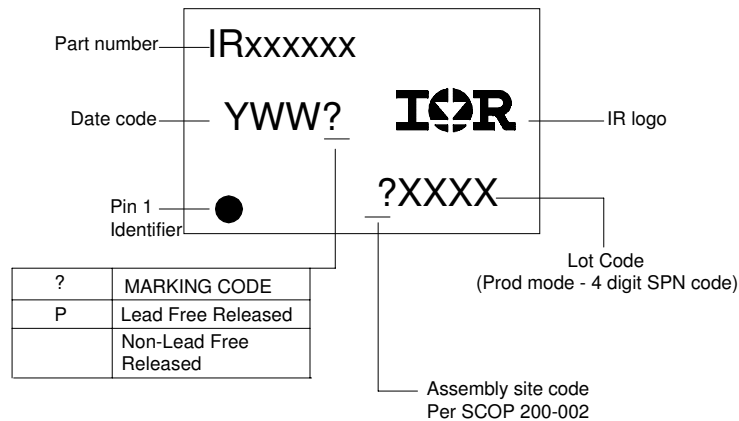 Part number
IRxxxxxx
Date code
YWW?
IOR
IR logo
?XXXX
Pin 1
Identifier
Lot Code
(Prod mode - 4 digit SPN code)
? MARKING CODE
P Lead Free Released
Non-Lead Free
Released
Assembly site code
Per SCOP 200-002